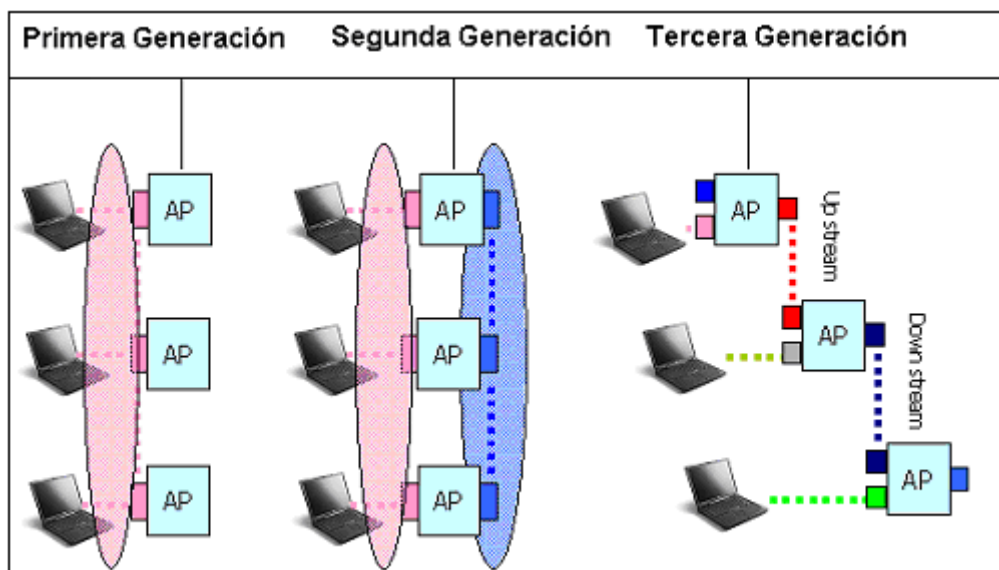 Primera Generación
Segunda Generación
Tercera Generación
AP
AP
AP
Up stream
AP
AP
AP
Down stream
AP
AP
AP